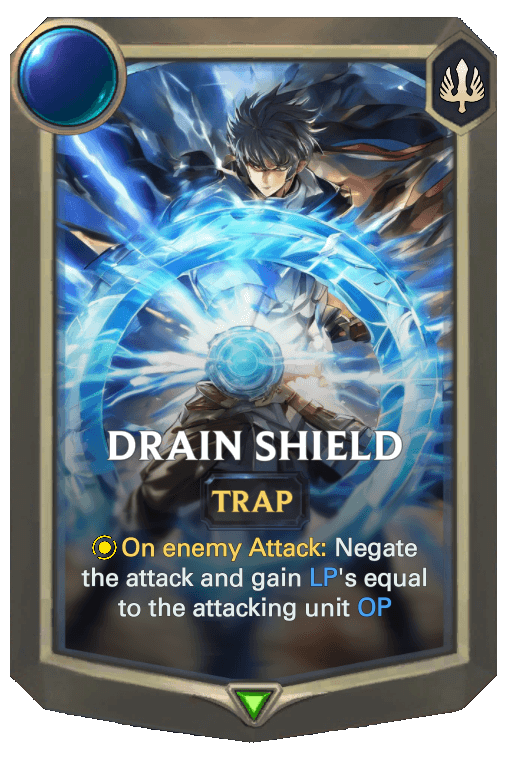 DRAIN SHIELD
TRAP
On enemy Attack: Negate
the attack and gain LP's equal
to the attacking unit OP